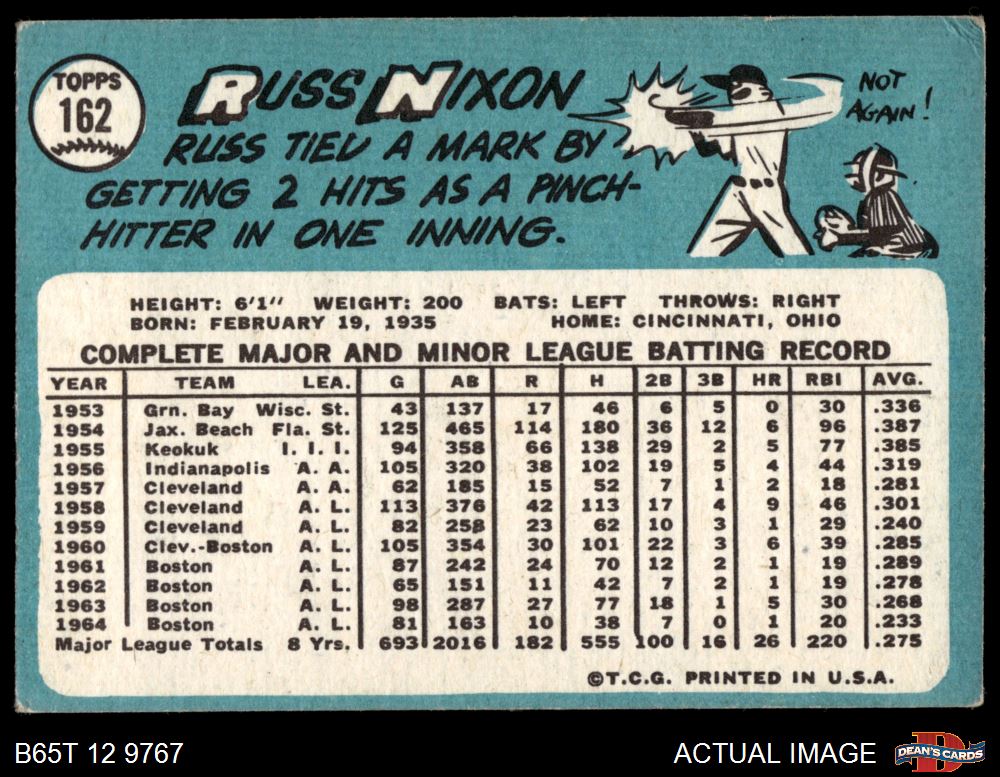 TOPPS
162
RUSS NIXON
RUSS TIED A MARK BY
GETTING 2 HITS AS A PINCH-
HITTER IN ONE INNING.
NOT
AGAIN!
HEIGHT: 6'1" WEIGHT: 200 BATS: LEFT THROWS: RIGHT
BORN: FEBRUARY 19, 1935 HOME: CINCINNATI, OHIO
COMPLETE MAJOR AND MINOR LEAGUE BATTING RECORD
YEAR TEAM LEA. G AB R H 2B 3B HR RBI AVG.
1953 Grn. Bay Wisc. St. 43 137 17 46 6 5 0 30 .336
1954 Jax. Beach Fla. St. 125 465 114 180 36 12 6 96 .387
1955 Keokuk I. I. I. 94 358 66 138 29 2 5 77 .385
1956 Indianapolis A. A. 105 320 38 102 19 5 4 44 .319
1957 Cleveland A. A. 62 185 15 52 7 1 2 18 .281
1958 Cleveland A. L. 113 376 42 113 17 4 9 46 .301
1959 Cleveland A. L. 82 258 23 62 10 3 1 29 .240
1960 Clev.-Boston A. L. 105 354 30 101 22 3 6 39 .285
1961 Boston A. L. 87 242 24 70 12 2 1 19 .289
1962 Boston A. L. 65 151 11 42 7 2 1 19 .278
1963 Boston A. L. 98 287 27 77 18 1 5 30 .268
1964 Boston A. L. 81 163 10 38 7 0 1 20 .233
Major League Totals 8 Yrs. 693 2016 182 555 100 16 26 220 .275
©T.C.G. PRINTED IN U.S.A.
B65T 12 9767
ACTUAL IMAGE
D
DEAN'S CARDS